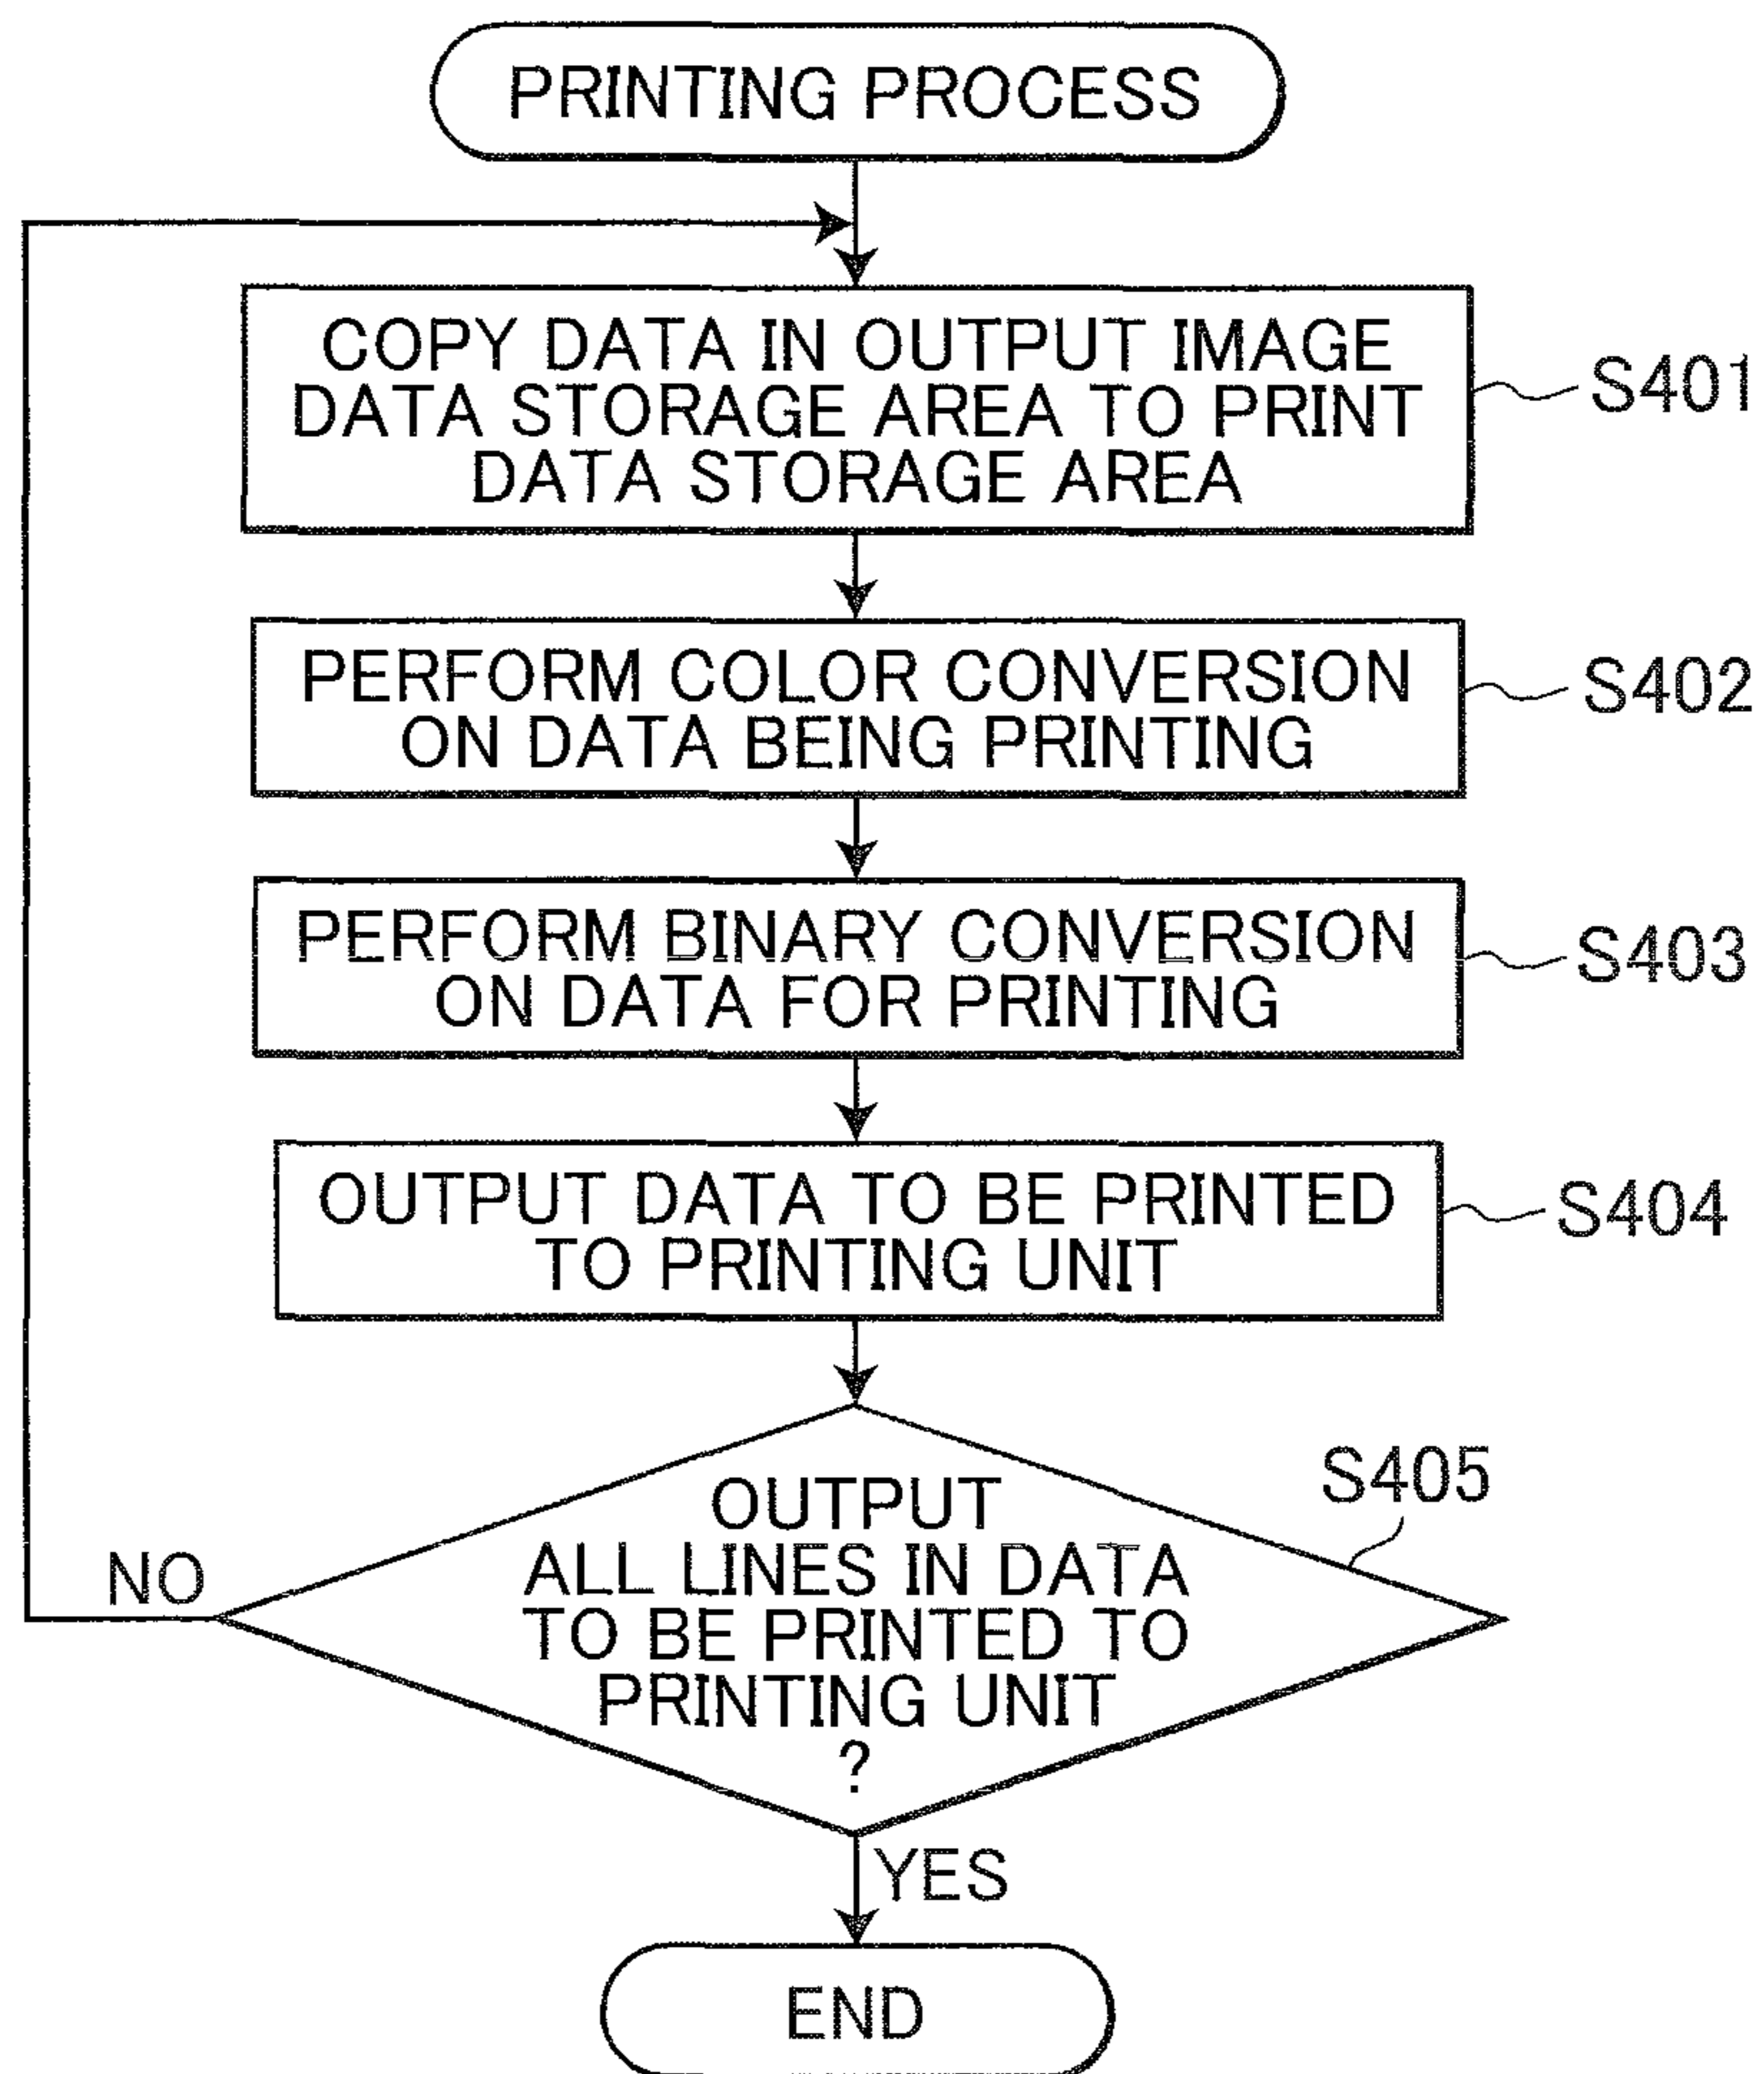 PRINTING PROCESS
COPY DATA IN OUTPUT IMAGE
DATA STORAGE AREA TO PRINT
DATA STORAGE AREA
S401
PERFORM COLOR CONVERSION
ON DATA BEING PRINTING
S402
PERFORM BINARY CONVERSION
ON DATA FOR PRINTING
S403
OUTPUT DATA TO BE PRINTED
TO PRINTING UNIT
S404
S405
OUTPUT
ALL LINES IN DATA
TO BE PRINTED TO
PRINTING UNIT
?
NO
YES
END